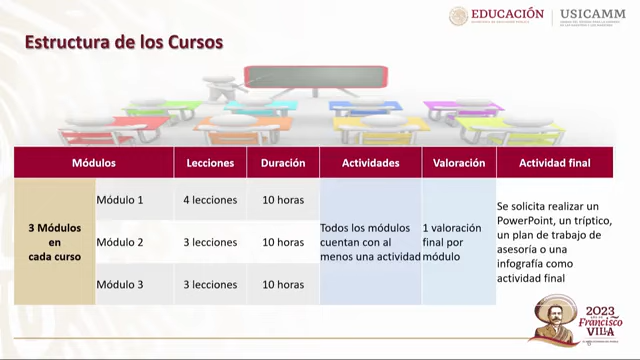 EDUCACIÓN
USICAMM
Estructura de los Cursos
Módulos
Lecciones
Duración
Actividades
Valoración
Actividad final
3 Módulos
en
cada curso
Módulo 1
4 lecciones
10 horas
Módulo 2
3 lecciones
10 horas
Módulo 3
3 lecciones
10 horas
Todos los módulos
cuentan con al
menos una actividad
1 valoración
final por
módulo
Se solicita realizar un
PowerPoint, un tríptico,
un plan de trabajo de
asesoría o una
infografía como
actividad final
2023
Francisco
VILLA